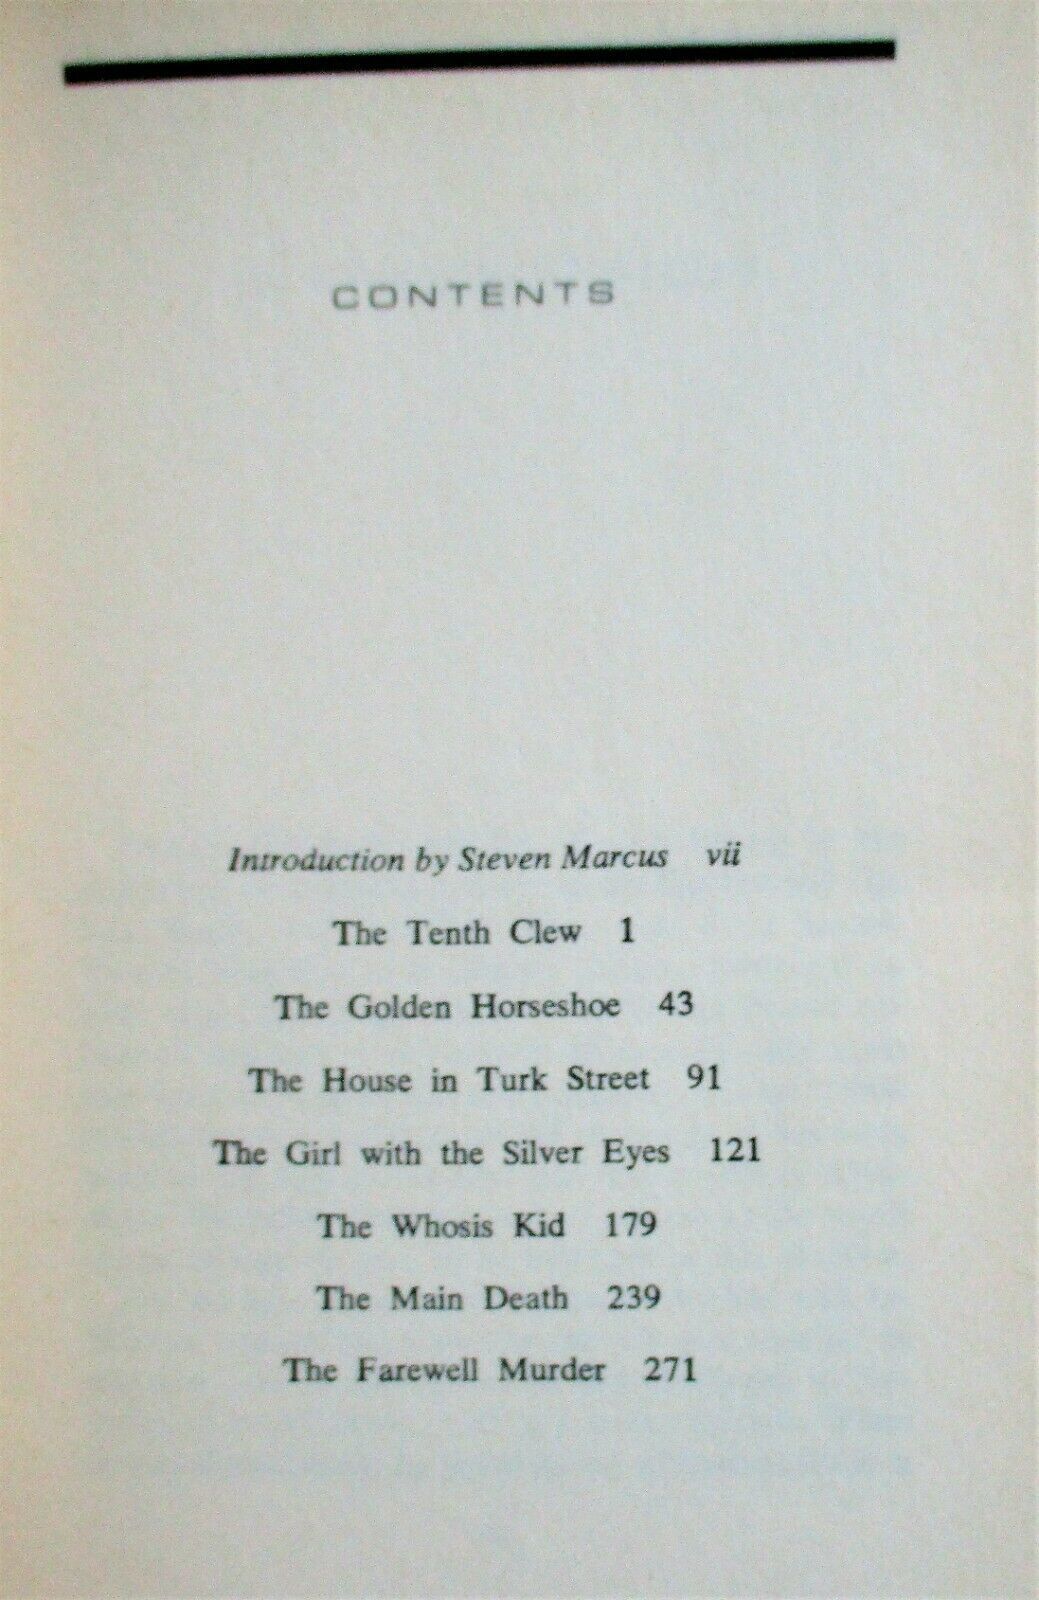 CONTENTS
Introduction by Steven Marcus vii
The Tenth Clew 1
The Golden Horseshoe 43
The House in Turk Street 91
The Girl with the Silver Eyes 121
The Whosis Kid 179
The Main Death 239
The Farewell Murder 271